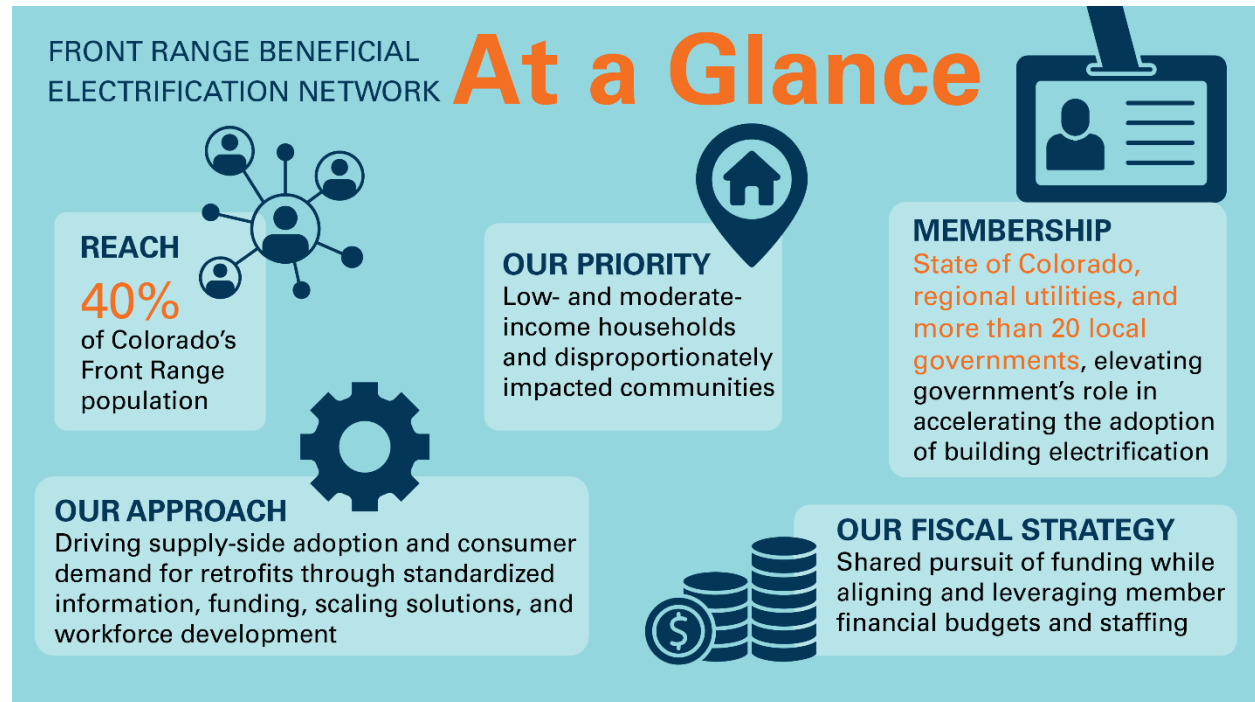 FRONT RANGE BENEFICIAL
ELECTRIFICATION NETWORK
At a Glance
REACH
40%
of Colorado’s
Front Range
population
OUR PRIORITY
Low- and moderate-
income households
and disproportionately
impacted communities
MEMBERSHIP
State of Colorado,
regional utilities, and
more than 20 local
governments, elevating
government’s role in
accelerating the adoption
of building electrification
OUR APPROACH
Driving supply-side adoption and consumer
demand for retrofits through standardized
information, funding, scaling solutions, and
workforce development
$
OUR FISCAL STRATEGY
Shared pursuit of funding while
aligning and leveraging member
financial budgets and staffing